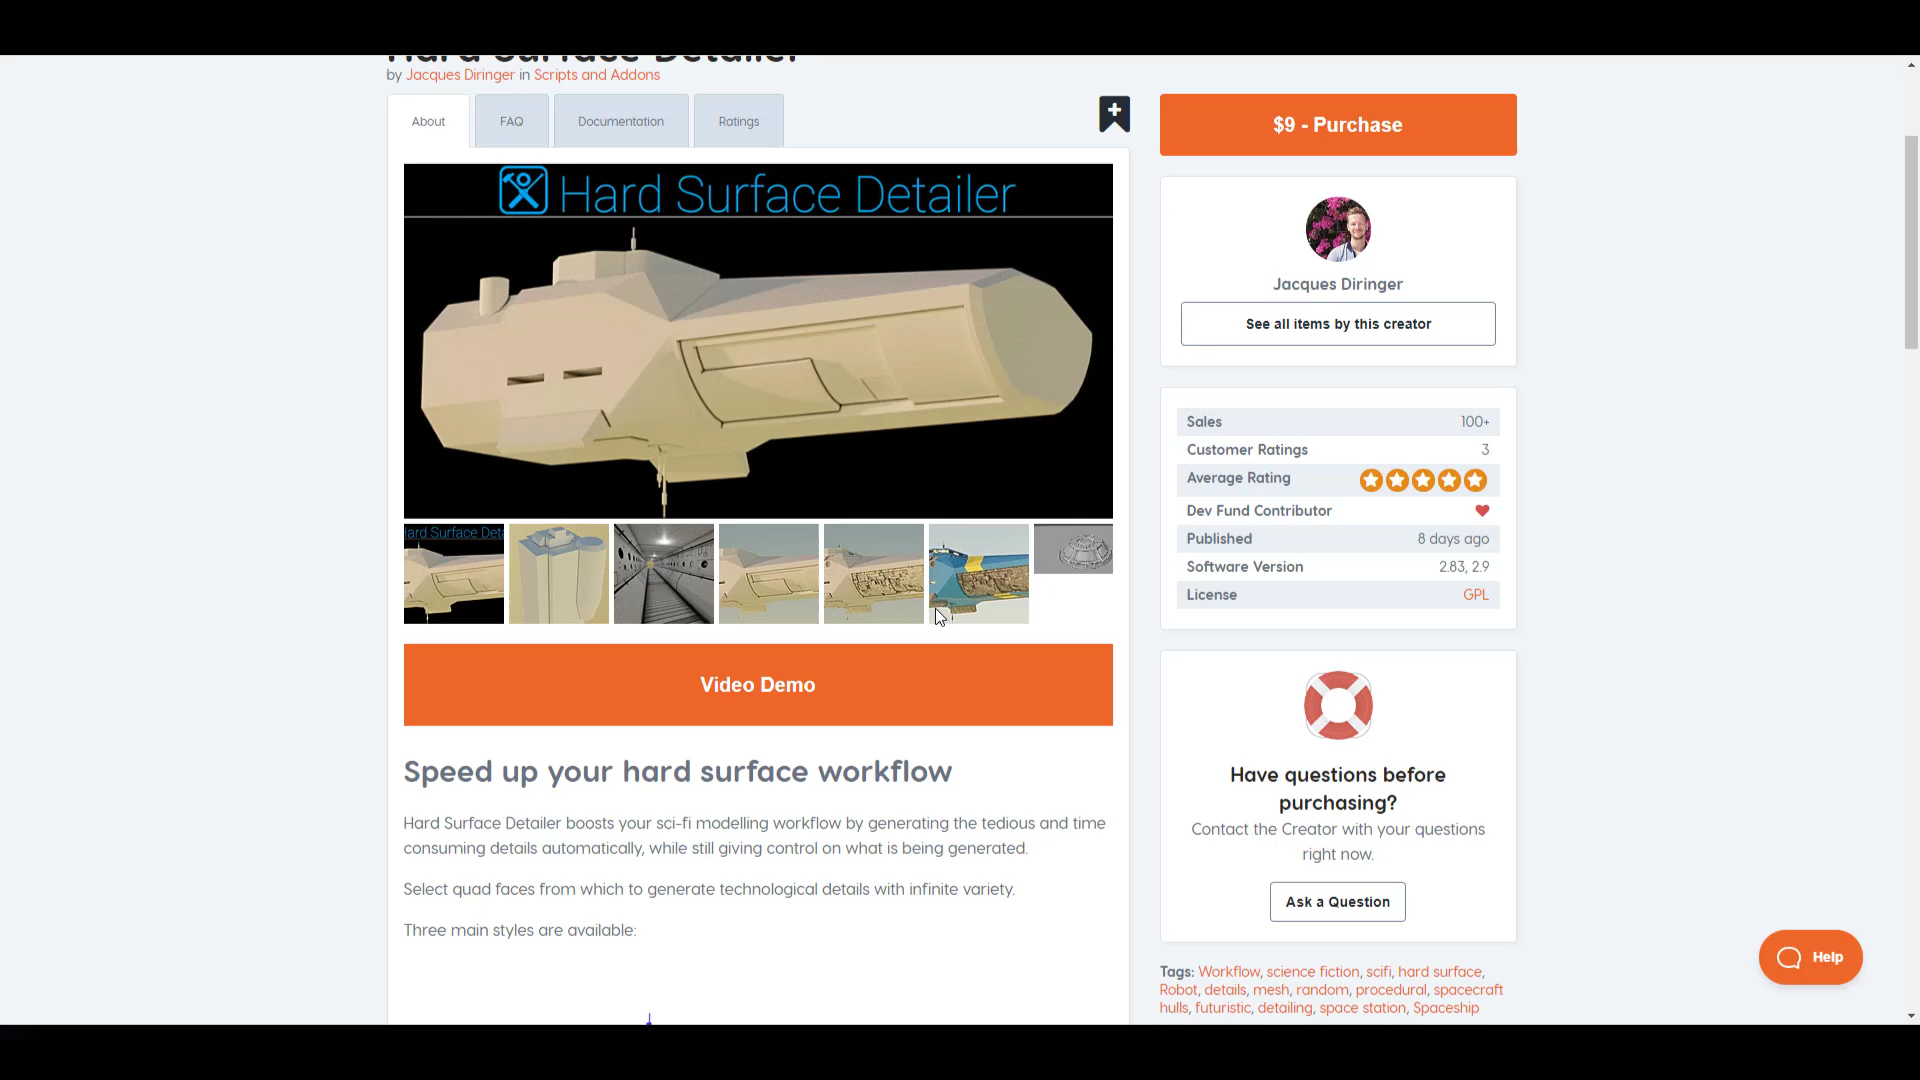 Hard Surface Detailer
by Jacques Diringer in Scripts and Addons
About
FAQ
Documentation
Ratings
$9 - Purchase
Hard Surface Detailer
Jacques Diringer
See all items by this creator
Sales 100+
Customer Ratings 3
Average Rating
Dev Fund Contributor
Published 8 days ago
Software Version 2.83, 2.9
License GPL
Hard Surface Deta
Video Demo
Speed up your hard surface workflow
Hard Surface Detailer boosts your sci-fi modelling workflow by generating the tedious and time
consuming details automatically, while still giving control on what is being generated.
Select quad faces from which to generate technological details with infinite variety.
Three main styles are available:
Have questions before
purchasing?
Contact the Creator with your questions
right now.
Ask a Question
Tags: Workflow, science fiction, scifi, hard surface,
Robot, details, mesh, random, procedural, spacecraft
hulls, futuristic, detailing, space station, Spaceship
Help